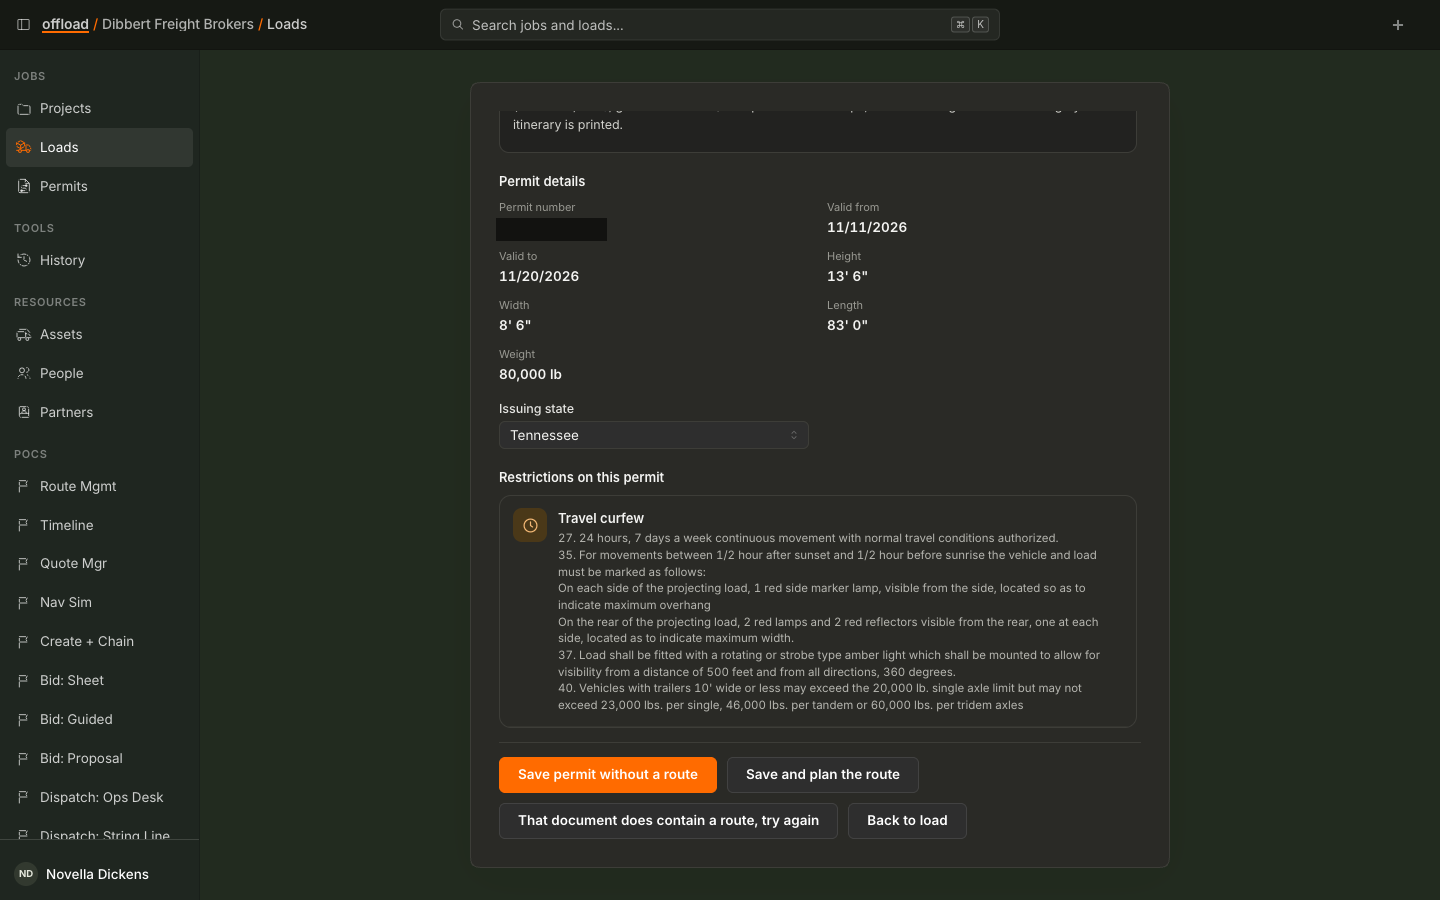 offload / Dibbert Freight Brokers / Loads
Search jobs and loads...
⌘ K
JOBS
Projects
Loads
Permits
TOOLS
History
RESOURCES
Assets
People
Partners
POCS
Route Mgmt
Timeline
Quote Mgr
Nav Sim
Create + Chain
Bid: Sheet
Bid: Guided
Bid: Proposal
Dispatch: Ops Desk
Dispatch: String Line
ND Novella Dickens
itinerary is printed.
Permit details
Permit number
Valid from
11/11/2026
Valid to
11/20/2026
Height
13' 6"
Width
8' 6"
Length
83' 0"
Weight
80,000 lb
Issuing state
Tennessee
Restrictions on this permit
Travel curfew
27. 24 hours, 7 days a week continuous movement with normal travel conditions authorized.
35. For movements between 1/2 hour after sunset and 1/2 hour before sunrise the vehicle and load
must be marked as follows:
On each side of the projecting load, 1 red side marker lamp, visible from the side, located so as to
indicate maximum overhang
On the rear of the projecting load, 2 red lamps and 2 red reflectors visible from the rear, one at each
side, located as to indicate maximum width.
37. Load shall be fitted with a rotating or strobe type amber light which shall be mounted to allow for
visibility from a distance of 500 feet and from all directions, 360 degrees.
40. Vehicles with trailers 10' wide or less may exceed the 20,000 lb. single axle limit but may not
exceed 23,000 lbs. per single, 46,000 lbs. per tandem or 60,000 lbs. per tridem axles
Save permit without a route
Save and plan the route
That document does contain a route, try again
Back to load